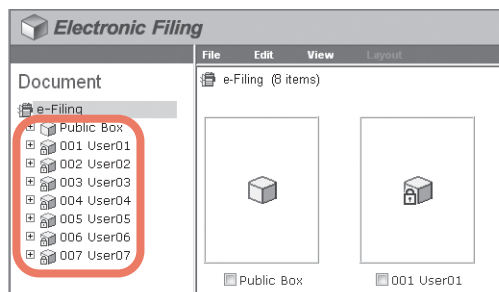 Electronic Filing
File Edit View Layout
Document
e-Filing (8 items)
e-Filing
Public Box
001 User01
002 User02
003 User03
004 User04
005 User05
006 User06
007 User07
Public Box
001 User01